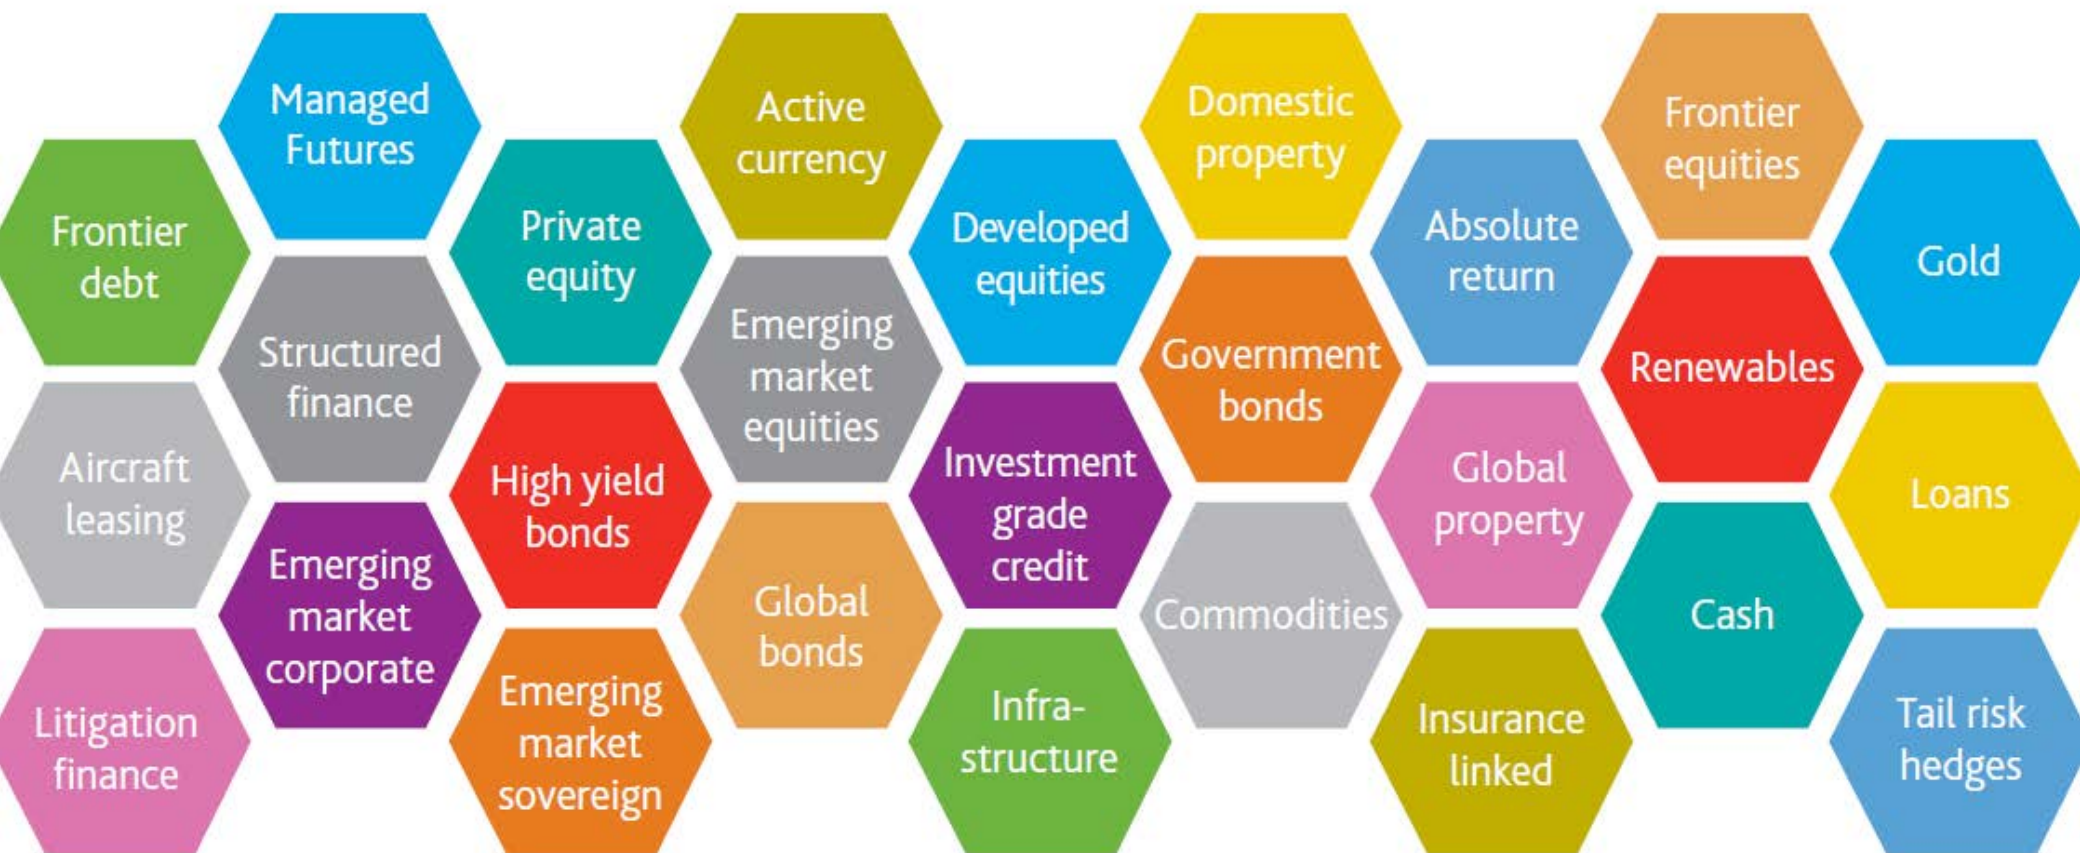 Managed
Futures
Active
currency
Domestic
property
Frontier
equities
Frontier
debt
Private
equity
Developed
equities
Absolute
return
Gold
Structured
finance
Emerging
market
equities
Government
bonds
Renewables
Aircraft
leasing
High yield
bonds
Investment
grade
credit
Global
property
Loans
Emerging
market
corporate
Global
bonds
Commodities
Cash
Litigation
finance
Emerging
market
sovereign
Infra-
structure
Insurance
linked
Tail risk
hedges